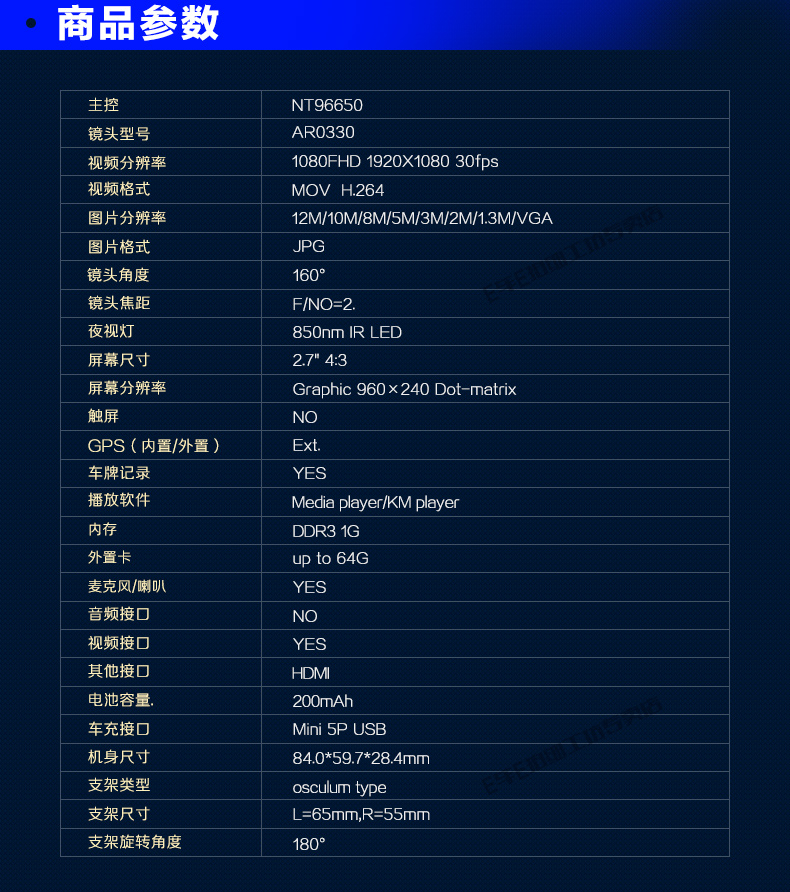 商品参数
主控 NT96650
镜头型号 AR0330
视频分辨率 1080FHD 1920X1080 30fps
视频格式 MOV H.264
图片分辨率 12M/10M/8M/5M/3M/2M/1.3M/VGA
图片格式 JPG
镜头角度 160°
镜头焦距 F/NO=2.
夜视灯 850nm IR LED
屏幕尺寸 2.7" 4:3
屏幕分辨率 Graphic 960×240 Dot-matrix
触屏 NO
GPS（内置/外置） Ext.
车牌记录 YES
播放软件 Media player/KM player
内存 DDR3 1G
外置卡 up to 64G
麦克风/喇叭 YES
音频接口 NO
视频接口 YES
其他接口 HDMI
电池容量. 200mAh
车充接口 Mini 5P USB
机身尺寸 84.0*59.7*28.4mm
支架类型 osculum type
支架尺寸 L=65mm,R=55mm
支架旋转角度 180°